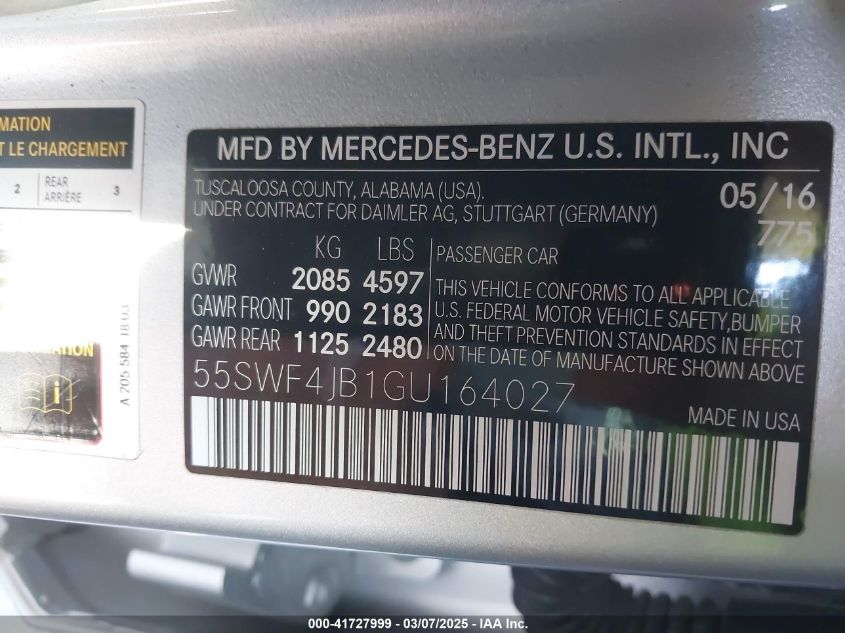 MATION
T LE CHARGEMENT
2 REAR ARRIÈRE 3
A 205 584 18 03
MFD BY MERCEDES-BENZ U.S. INTL., INC
TUSCALOOSA COUNTY, ALABAMA (USA).
UNDER CONTRACT FOR DAIMLER AG, STUTTGART (GERMANY)
05/16
775
KG LBS
GVWR 2085 4597
GAWR FRONT 990 2183
GAWR REAR 1125 2480
PASSENGER CAR
THIS VEHICLE CONFORMS TO ALL APPLICABLE
U.S. FEDERAL MOTOR VEHICLE SAFETY,BUMPER
AND THEFT PREVENTION STANDARDS IN EFFECT
ON THE DATE OF MANUFACTURE SHOWN ABOVE
55SWF4JB1GU164027
MADE IN USA
000-41727999 | 03/07/2025 | IAA Inc.